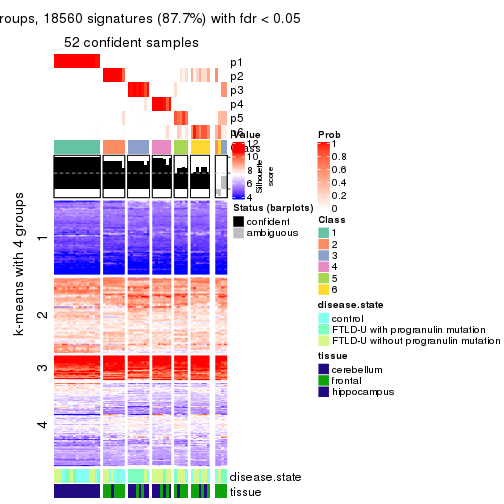 roups, 18560 signatures (87.7%) with fdr < 0.05
52 confident samples
p1
p2
p3
p4
p5
p6
Class
k-means with 4 groups
1
2
3
4
Silhouette
score
disease.state
tissue
Value
12
10
8
6
4
Status (barplots)
confident
ambiguous
Prob
1
0.8
0.6
0.4
0.2
0
Class
1
2
3
4
5
6
disease.state
control
FTLD-U with progranulin mutation
FTLD-U without progranulin mutation
tissue
cerebellum
frontal
hippocampus